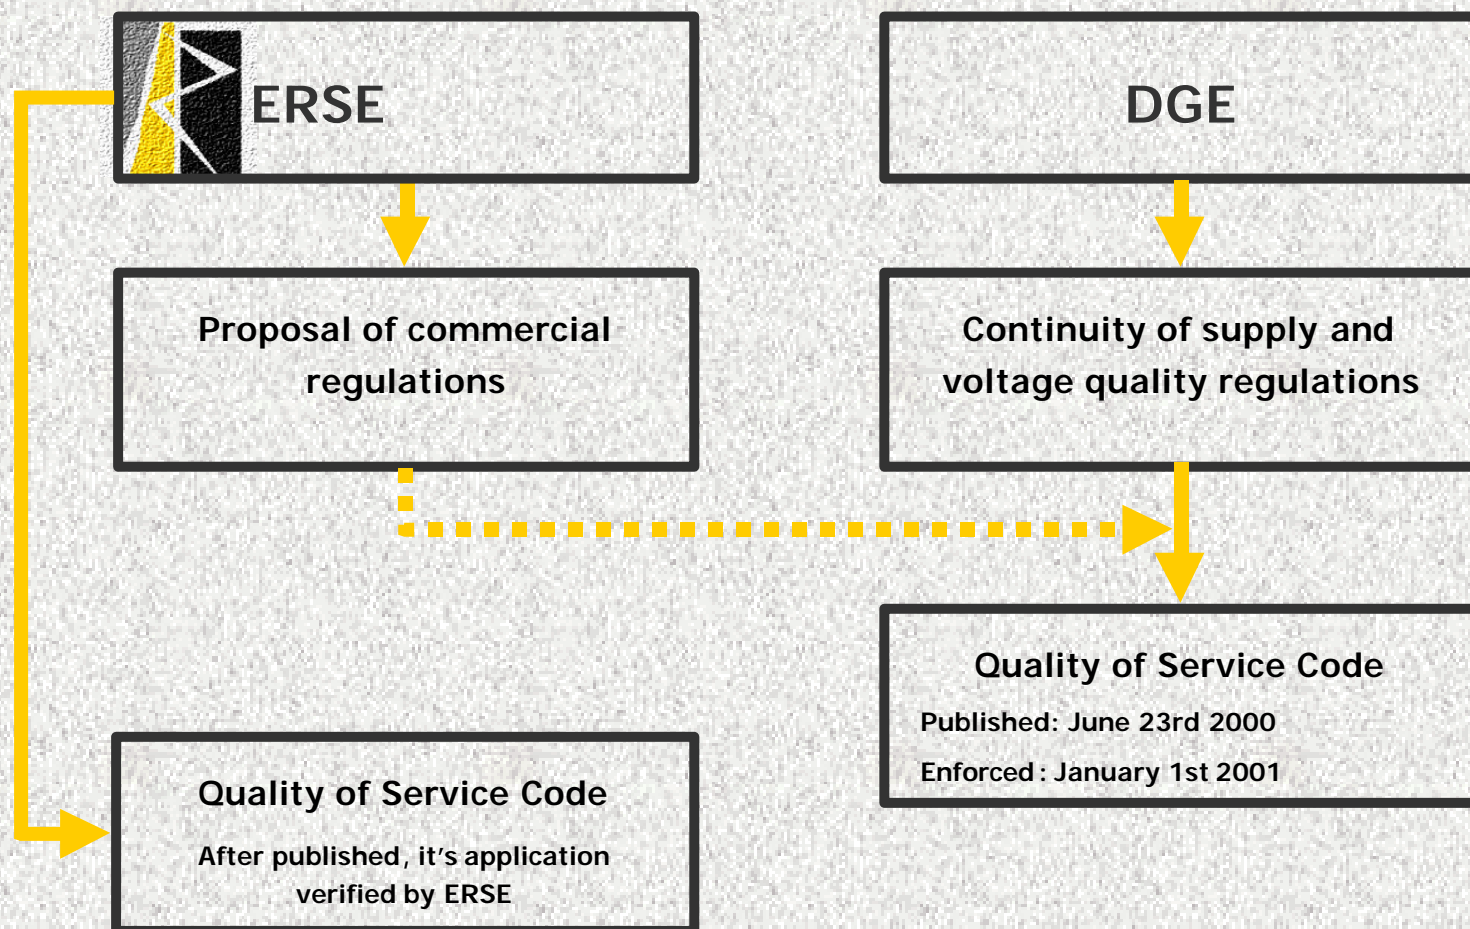 ERSE
DGE
Proposal of commercial
regulations
Continuity of supply and
voltage quality regulations
Quality of Service Code
Published: June 23rd 2000
Enforced : January 1st 2001
Quality of Service Code
After published, it's application
verified by ERSE